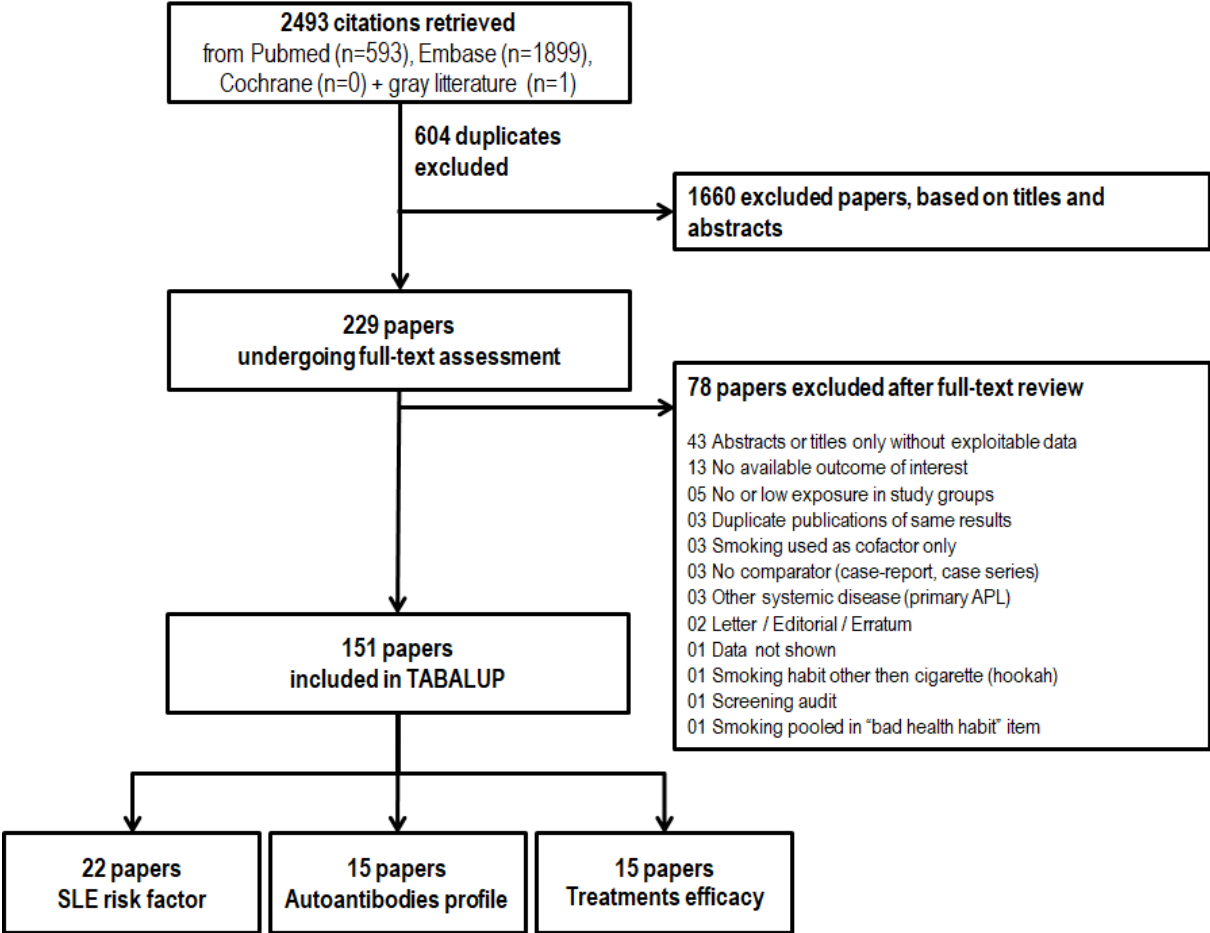 2493 citations retrieved
from Pubmed (n=593), Embase (n=1899),
Cochrane (n=0) + gray litterature (n=1)
604 duplicates
excluded
1660 excluded papers, based on titles and
abstracts
229 papers
undergoing full-text assessment
78 papers excluded after full-text review
43 Abstracts or titles only without exploitable data
13 No available outcome of interest
05 No or low exposure in study groups
03 Duplicate publications of same results
03 Smoking used as cofactor only
03 No comparator (case-report, case series)
03 Other systemic disease (primary APL)
02 Letter / Editorial / Erratum
01 Data not shown
01 Smoking habit other then cigarette (hookah)
01 Screening audit
01 Smoking pooled in “bad health habit” item
151 papers
included in TABALUP
22 papers
SLE risk factor
15 papers
Autoantibodies profile
15 papers
Treatments efficacy